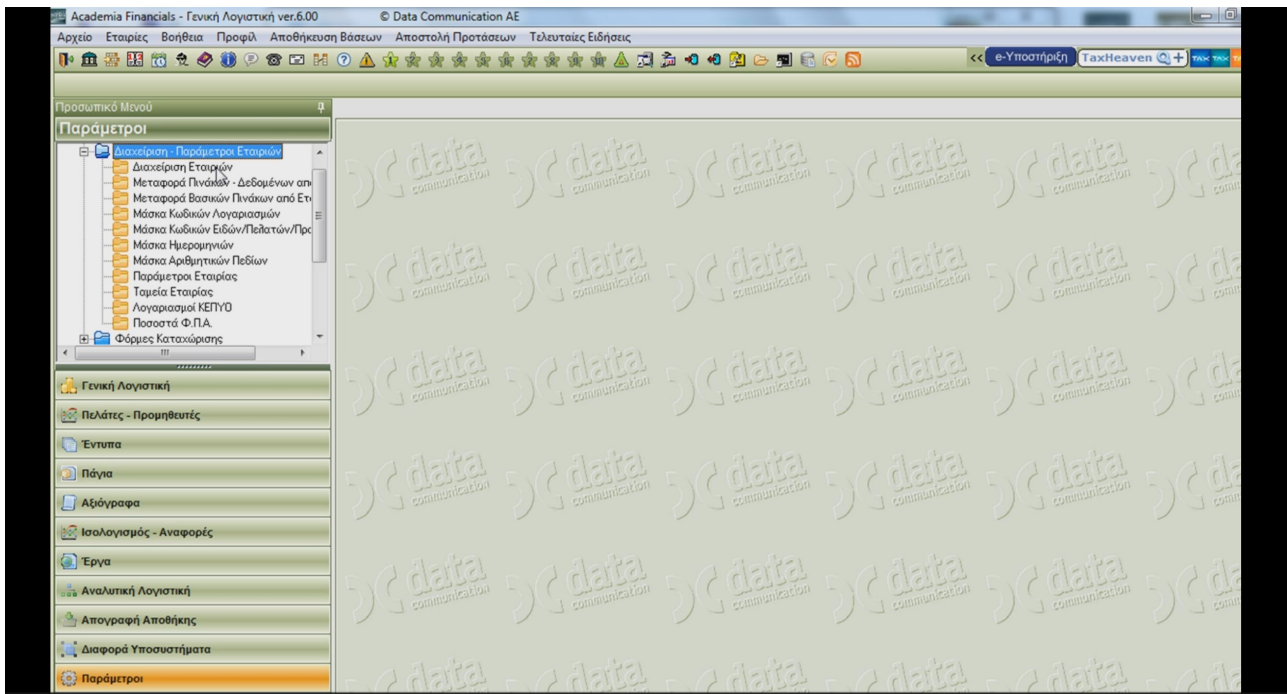 Academia Financials - Γενική Λογιστική ver.6.00 © Data Communication AE
Αρχείο Εταιρίες Βοήθεια Προφίλ Αποθήκευση Βάσεων Αποστολή Προτάσεων Τελευταίες Ειδήσεις
<< e-Υποστήριξη TaxHeaven
Προσωπικό Μενού
Παράμετροι
Διαχείριση - Παράμετροι Εταιριών
Διαχείριση Εταιριών
Μεταφορά Πινάκων - Δεδομένων απ
Μεταφορά Βασικών Πινάκων από Ετ
Μάσκα Κωδικών Λογαριασμών
Μάσκα Κωδικών Ειδών/Πελατών/Προ
Μάσκα Ημερομηνιών
Μάσκα Αριθμητικών Πεδίων
Παράμετροι Εταιρίας
Ταμεία Εταιρίας
Λογαριασμοί ΚΕΠΥΟ
Ποσοστά Φ.Π.Α.
Φόρμες Καταχώρισης
Γενική Λογιστική
Πελάτες - Προμηθευτές
Έντυπα
Πάγια
Αξιόγραφα
Ισολογισμός - Αναφορές
Έργα
Αναλυτική Λογιστική
Απογραφή Αποθήκης
Διαφορά Υποσυστήματα
Παράμετροι
data communication